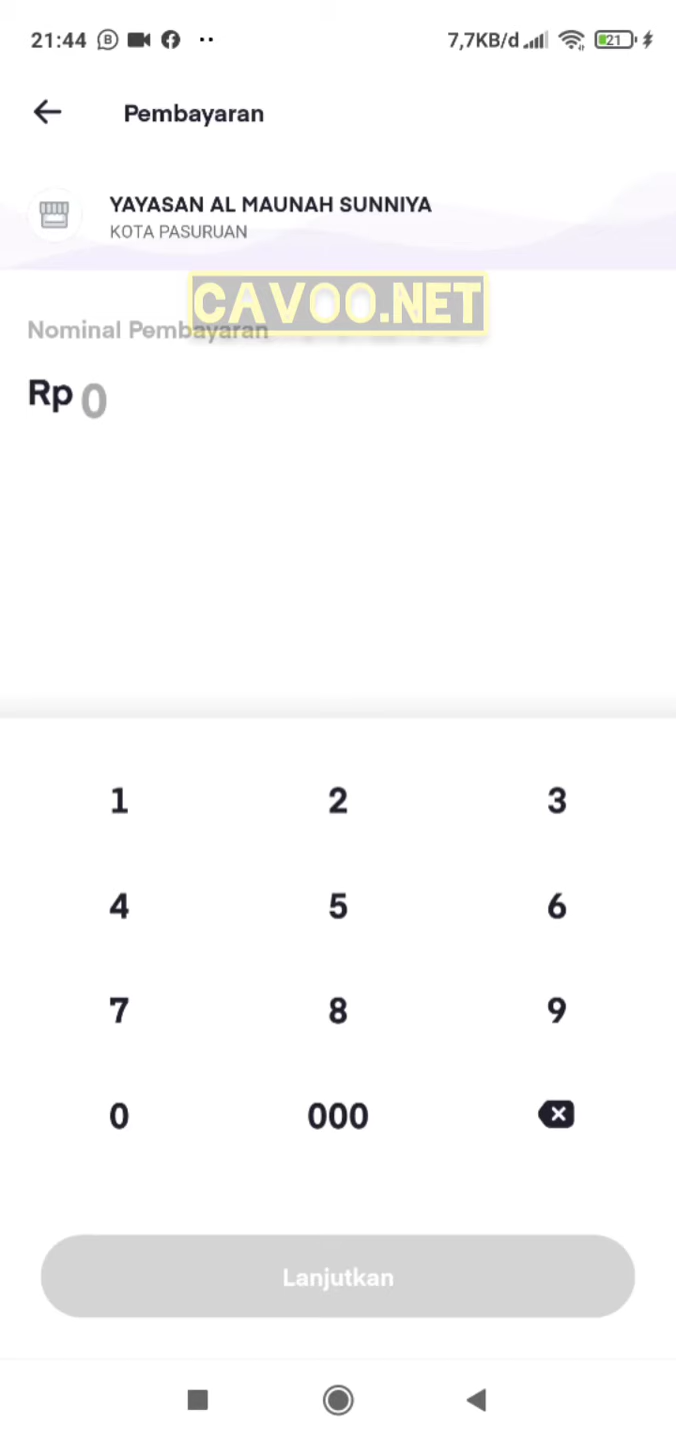 21:44 7,7KB/d 21
Pembayaran
YAYASAN AL MAUNAH SUNNIYA
KOTA PASURUAN
CAVOO.NET
Nominal Pembayaran
Rp 0
1 2 3
4 5 6
7 8 9
0 000
Lanjutkan